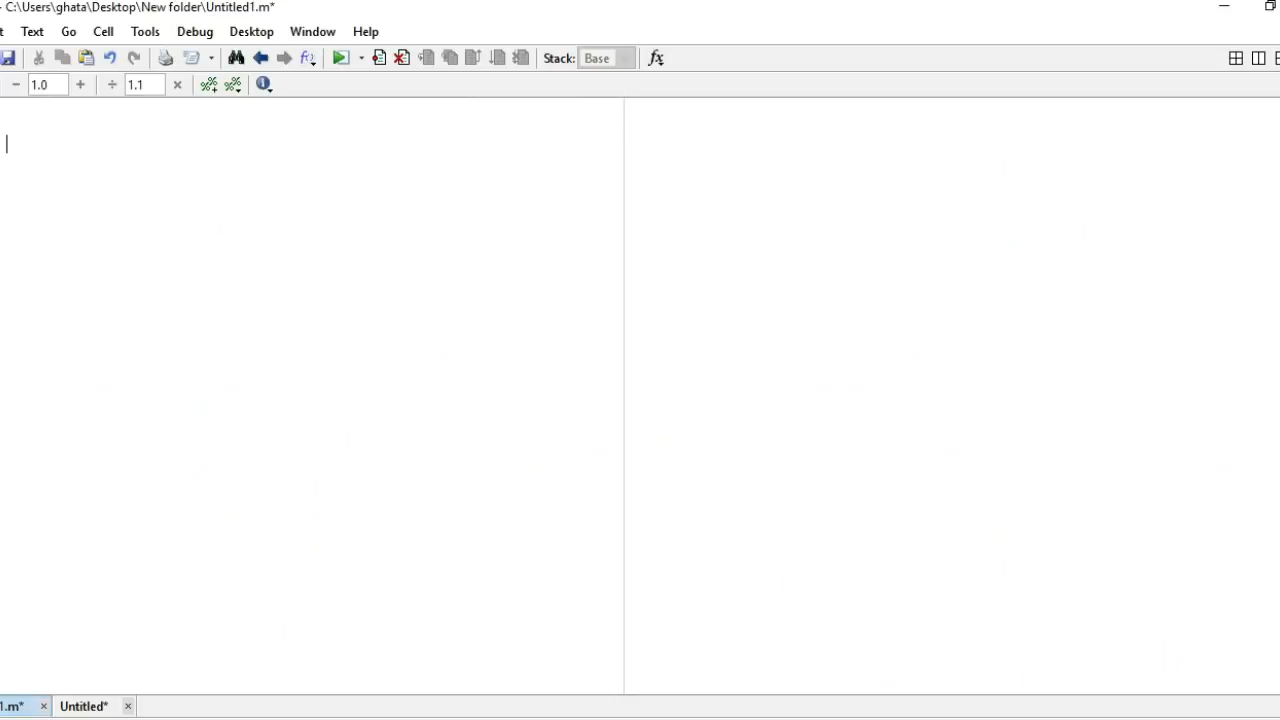 - C:\Users\ghata\Desktop\New folder\Untitled1.m*
t Text Go Cell Tools Debug Desktop Window Help
Stack: Base fx
− 1.0 + ÷ 1.1 ×
1.m* × Untitled* ×